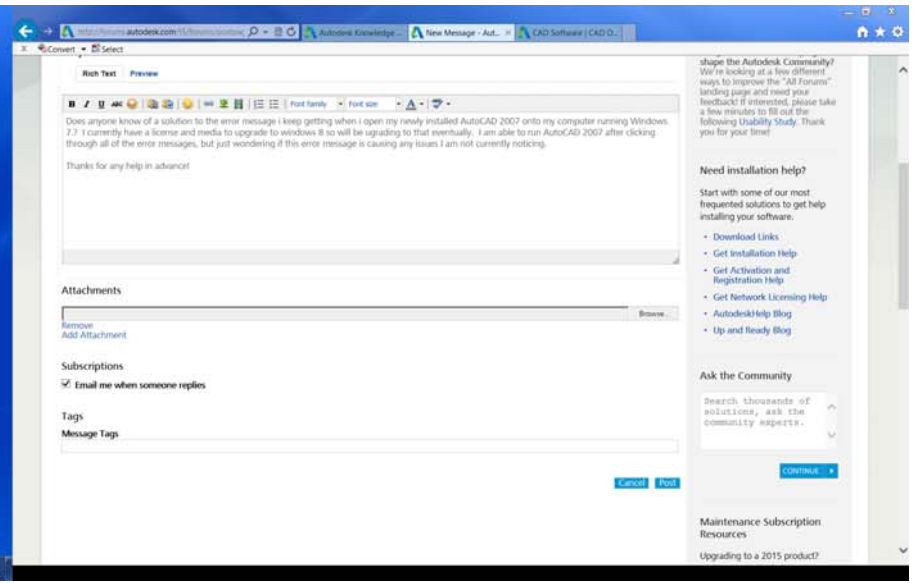 autodesk.com
Autodesk Knowledge ...
New Message - Aut...
CAD Software | CAD D...
x Convert Select
Rich Text Preview
Font family Font size
Does anyone know of a solution to the error message i keep getting when i open my newly installed AutoCAD 2007 onto my computer running Windows
7.? I currently have a license and media to upgrade to windows 8 so will be ugrading to that eventually. I am able to run AutoCAD 2007 after clicking
through all of the error messages, but just wondering if this error message is causing any issues I am not currently noticing.
Thanks for any help in advance!
Attachments
Browse...
Remove
Add Attachment
Subscriptions
Email me when someone replies
Tags
Message Tags
Cancel Post
shape the Autodesk Community?
We're looking at a few different
ways to improve the "All Forums"
landing page and need your
feedback! If interested, please take
a few minutes to fill out the
following Usability Study. Thank
you for your time!
Need installation help?
Start with some of our most
frequented solutions to get help
installing your software.
Download Links
Get Installation Help
Get Activation and
Registration Help
Get Network Licensing Help
AutodeskHelp Blog
Up and Ready Blog
Ask the Community
Search thousands of
solutions, ask the
community experts.
CONTINUE
Maintenance Subscription
Resources
Upgrading to a 2015 product?